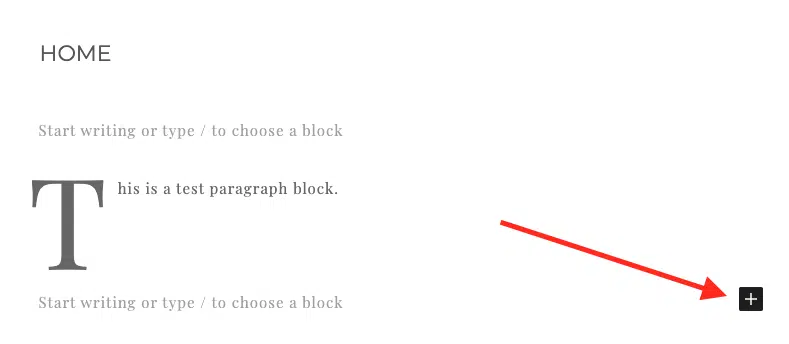 HOME
Start writing or type / to choose a block
This is a test paragraph block.
Start writing or type / to choose a block